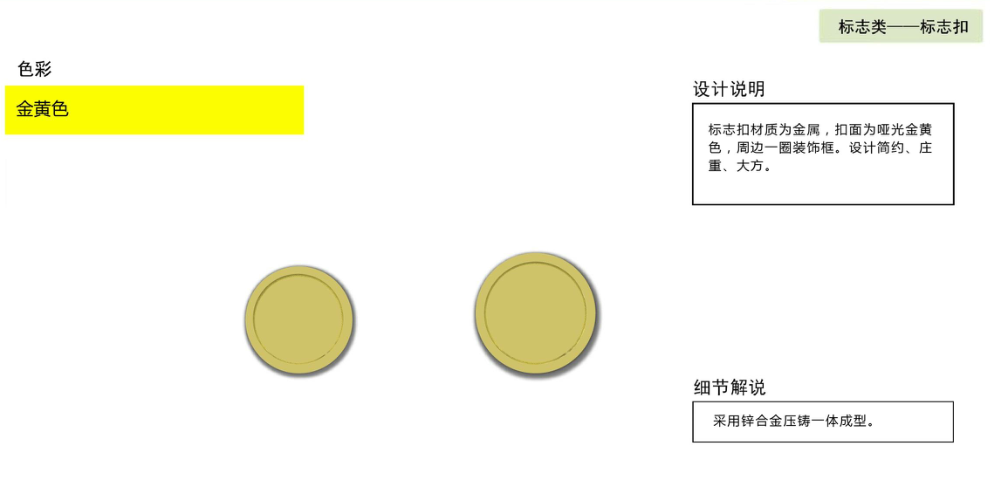 标志类——标志扣
色彩
金黄色
设计说明
标志扣材质为金属，扣面为哑光金黄
色，周边一圈装饰框。设计简约、庄
重、大方。
细节解说
采用锌合金压铸一体成型。